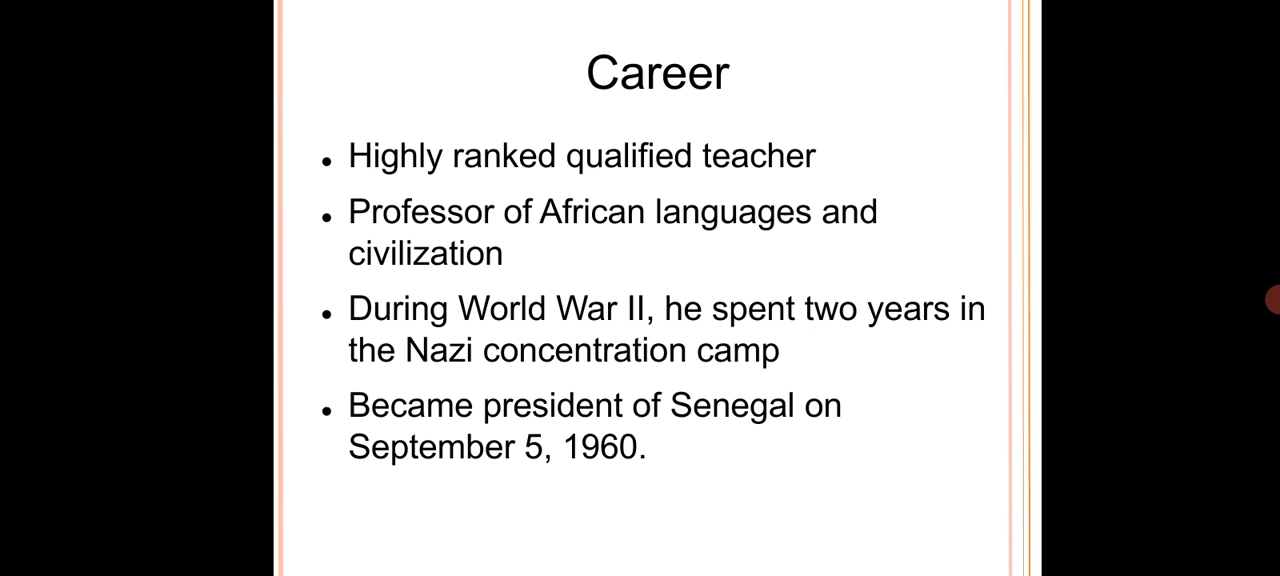 Career
• Highly ranked qualified teacher
• Professor of African languages and
civilization
• During World War II, he spent two years in
the Nazi concentration camp
• Became president of Senegal on
September 5, 1960.